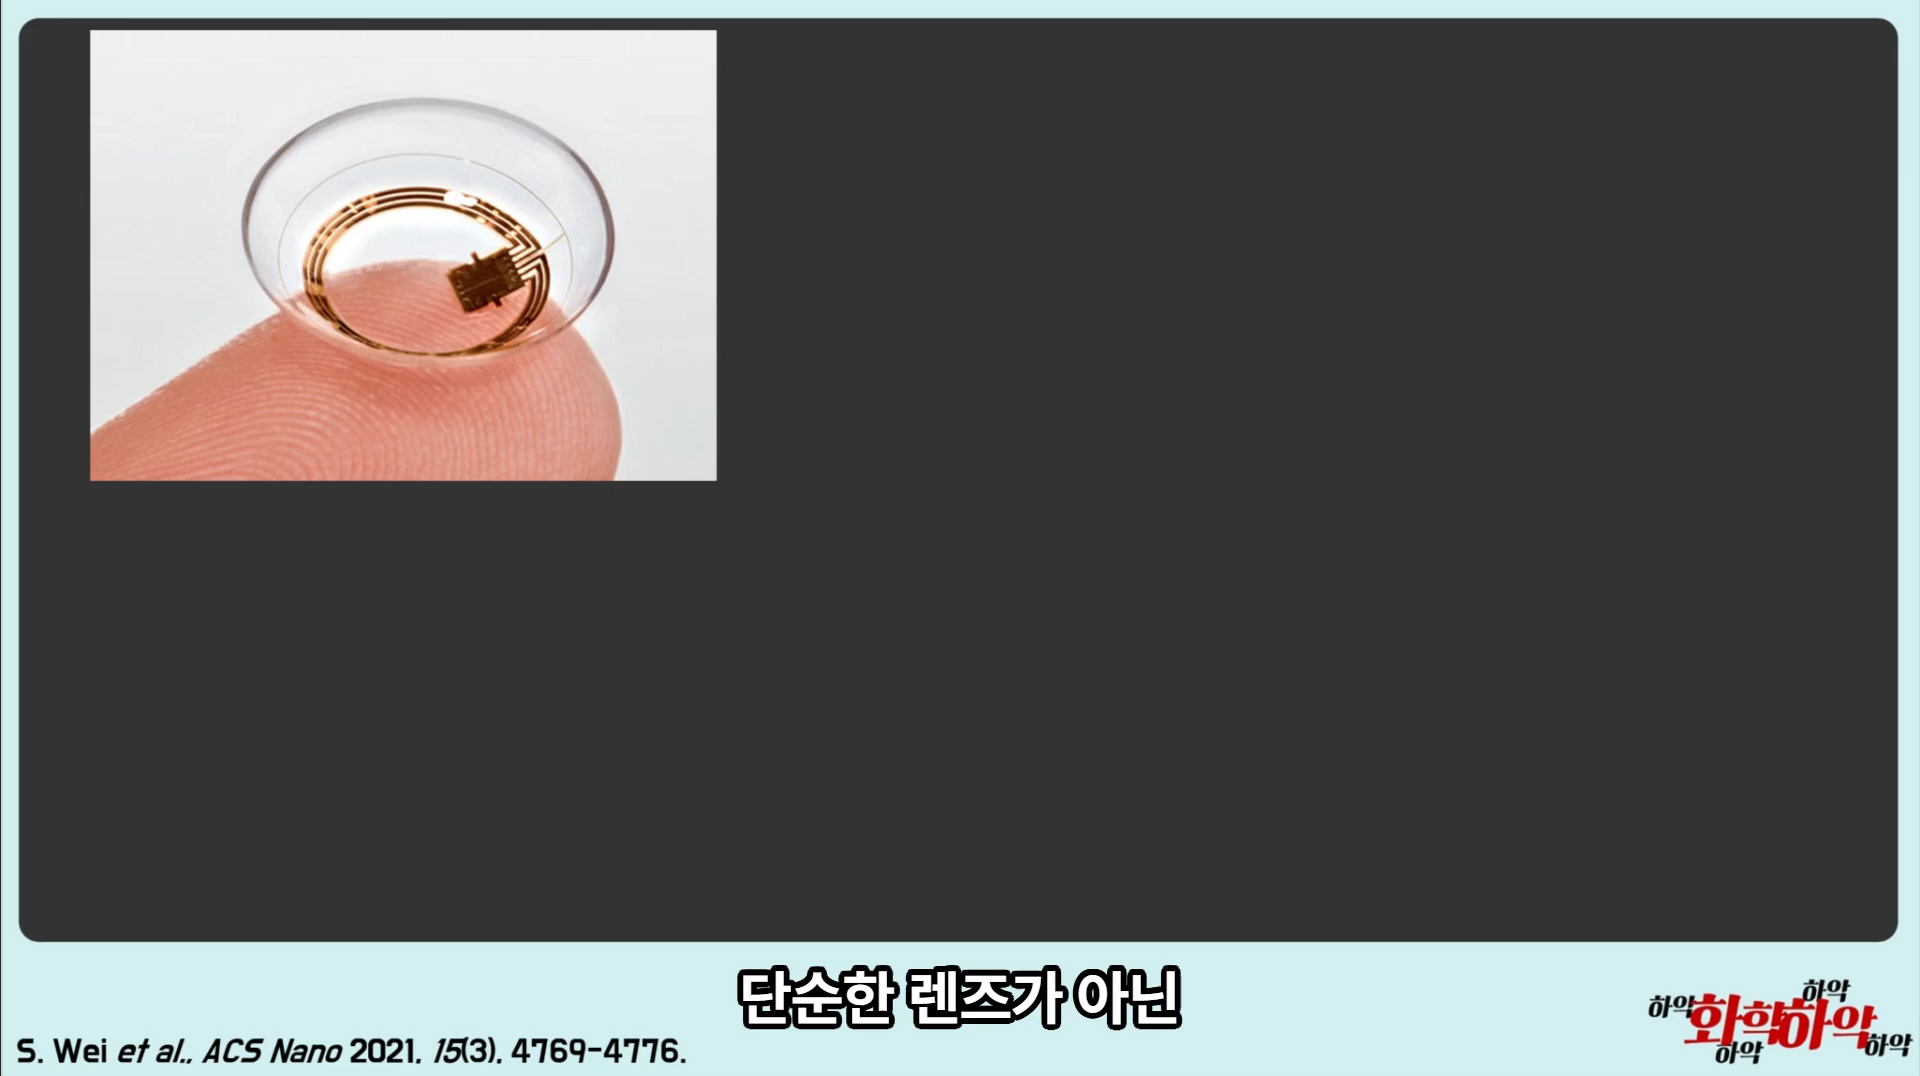 단순한 렌즈가 아닌
S. Wei et al., ACS Nano 2021, 15(3), 4769-4776.
하악
하악
화학하악
하악
하악